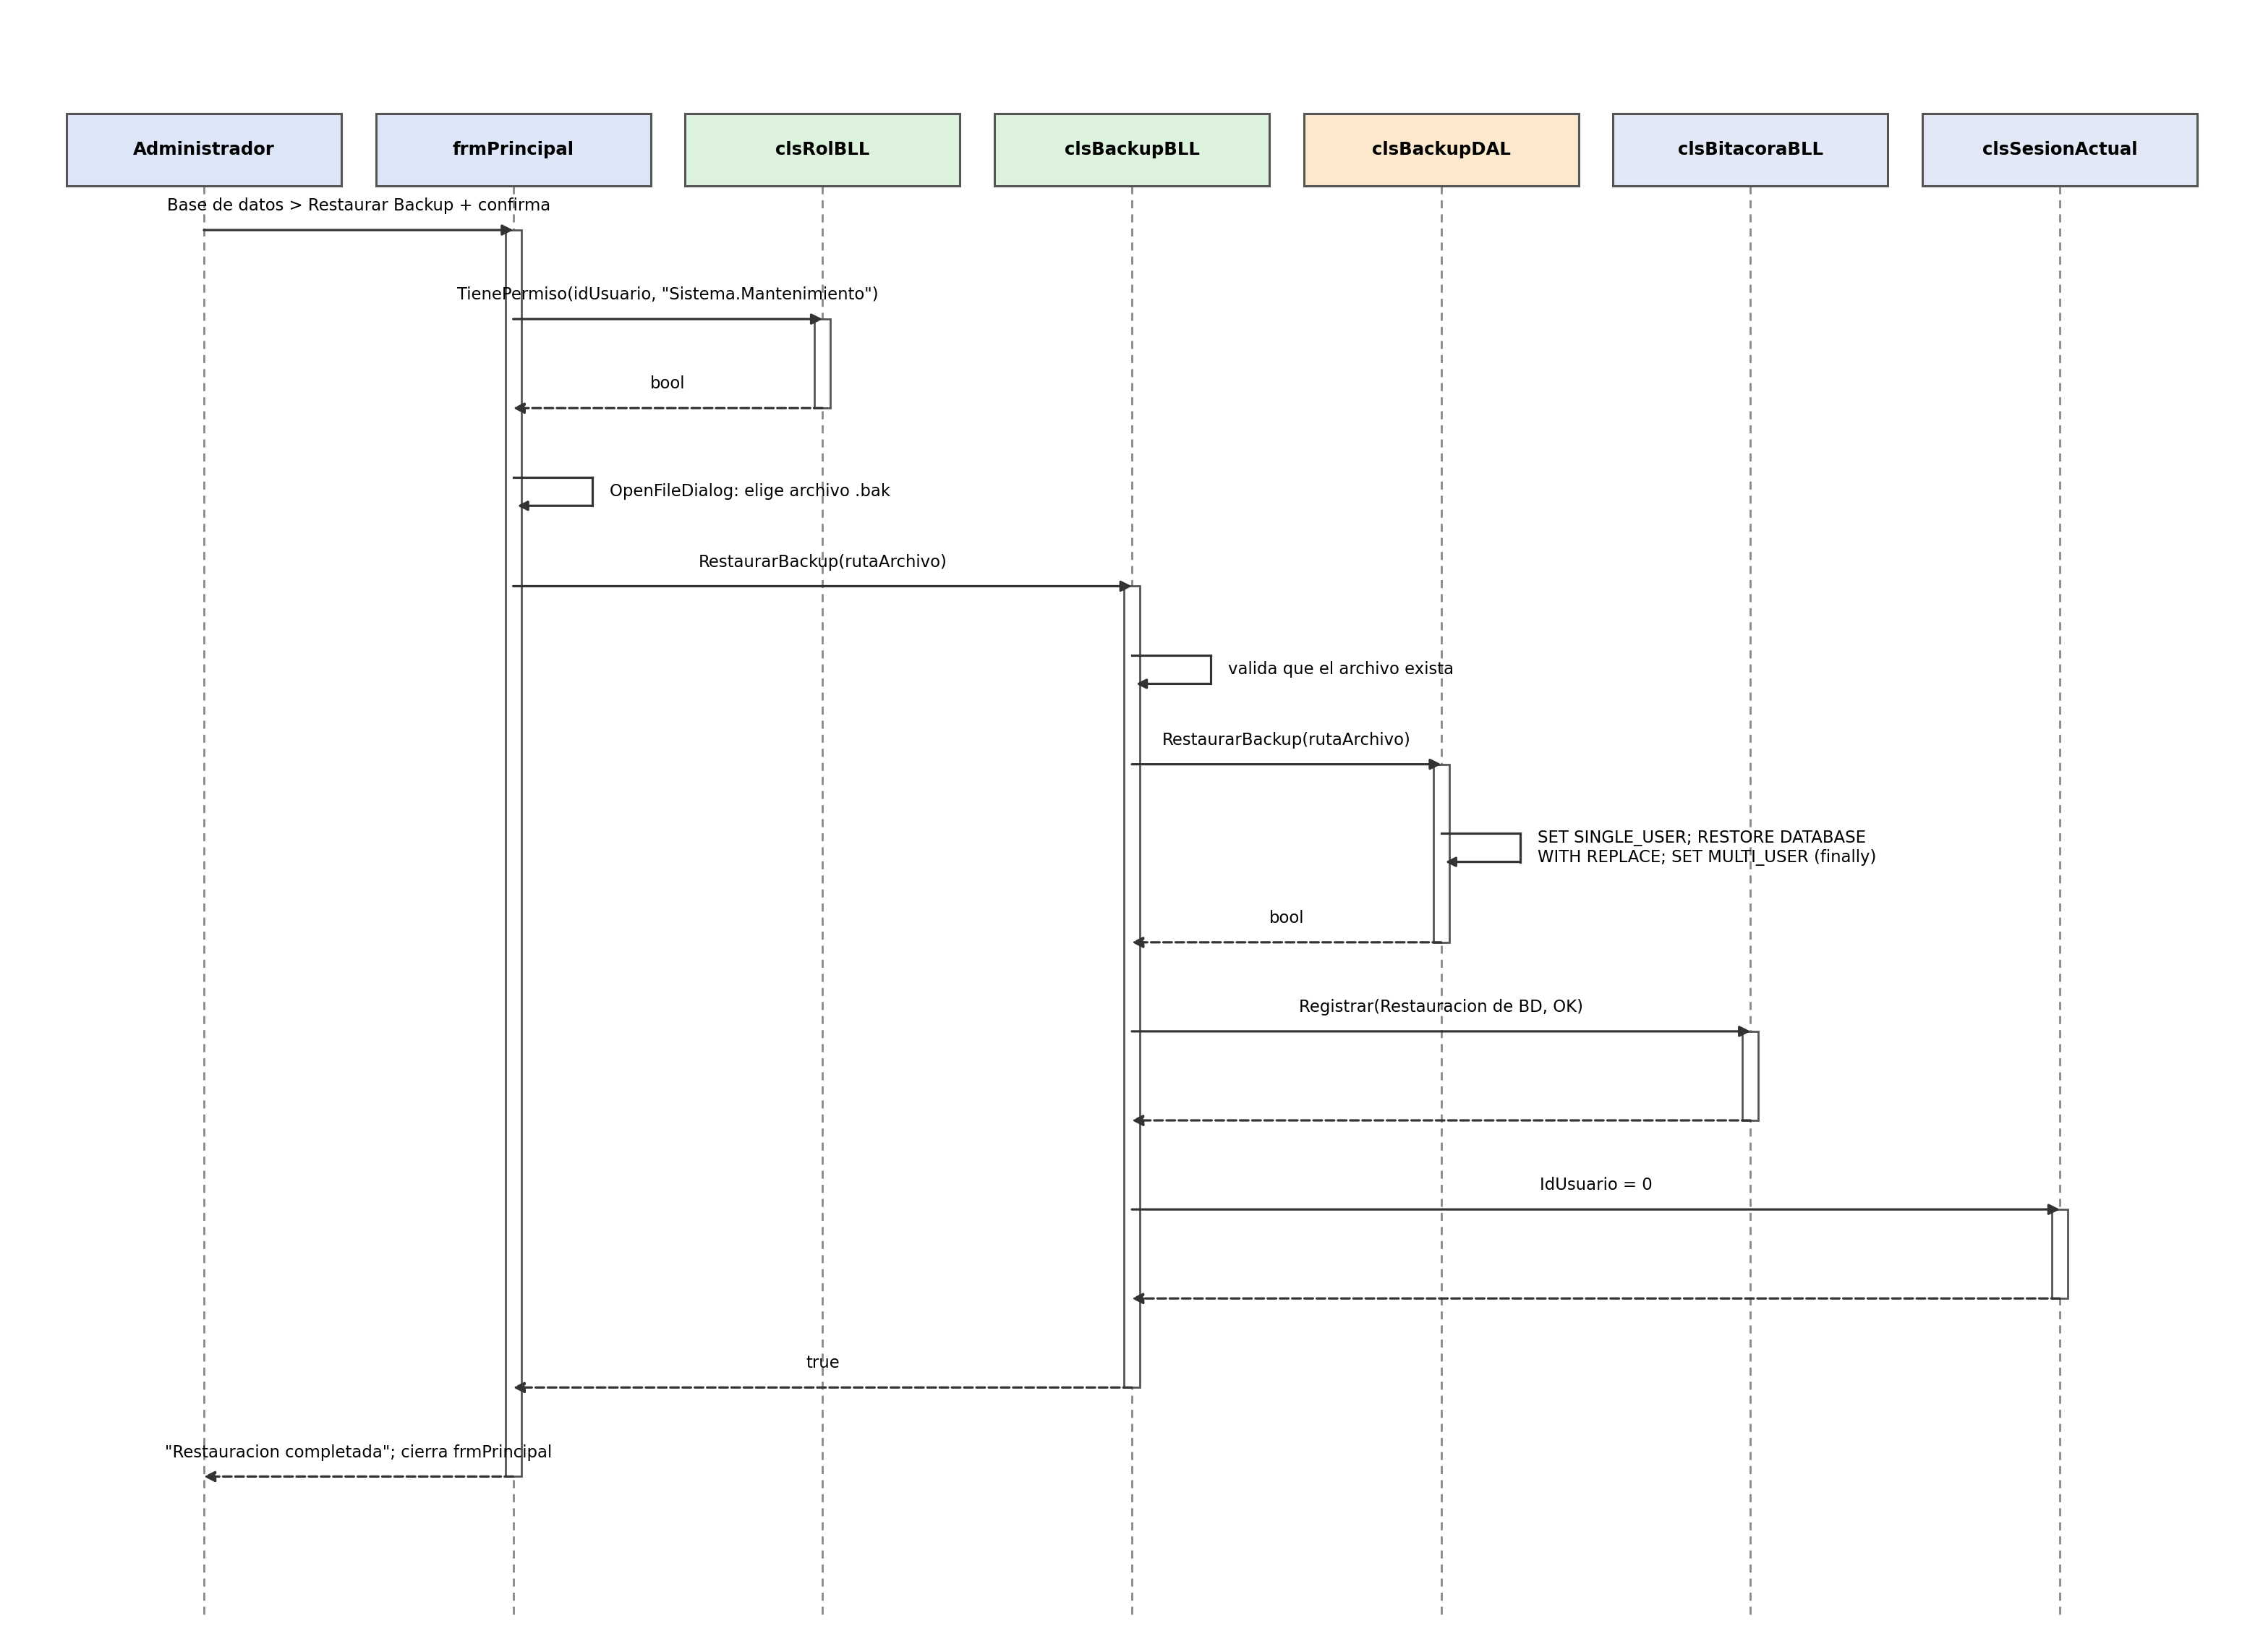 Administrador
frmPrincipal
clsRolBLL
clsBackupBLL
clsBackupDAL
clsBitacoraBLL
clsSesionActual
Base de datos > Restaurar Backup + confirma
TienePermiso(idUsuario, "Sistema.Mantenimiento")
bool
OpenFileDialog: elige archivo .bak
RestaurarBackup(rutaArchivo)
valida que el archivo exista
RestaurarBackup(rutaArchivo)
SET SINGLE_USER; RESTORE DATABASE
WITH REPLACE; SET MULTI_USER (finally)
bool
Registrar(Restauracion de BD, OK)
IdUsuario = 0
true
"Restauracion completada"; cierra frmPrincipal